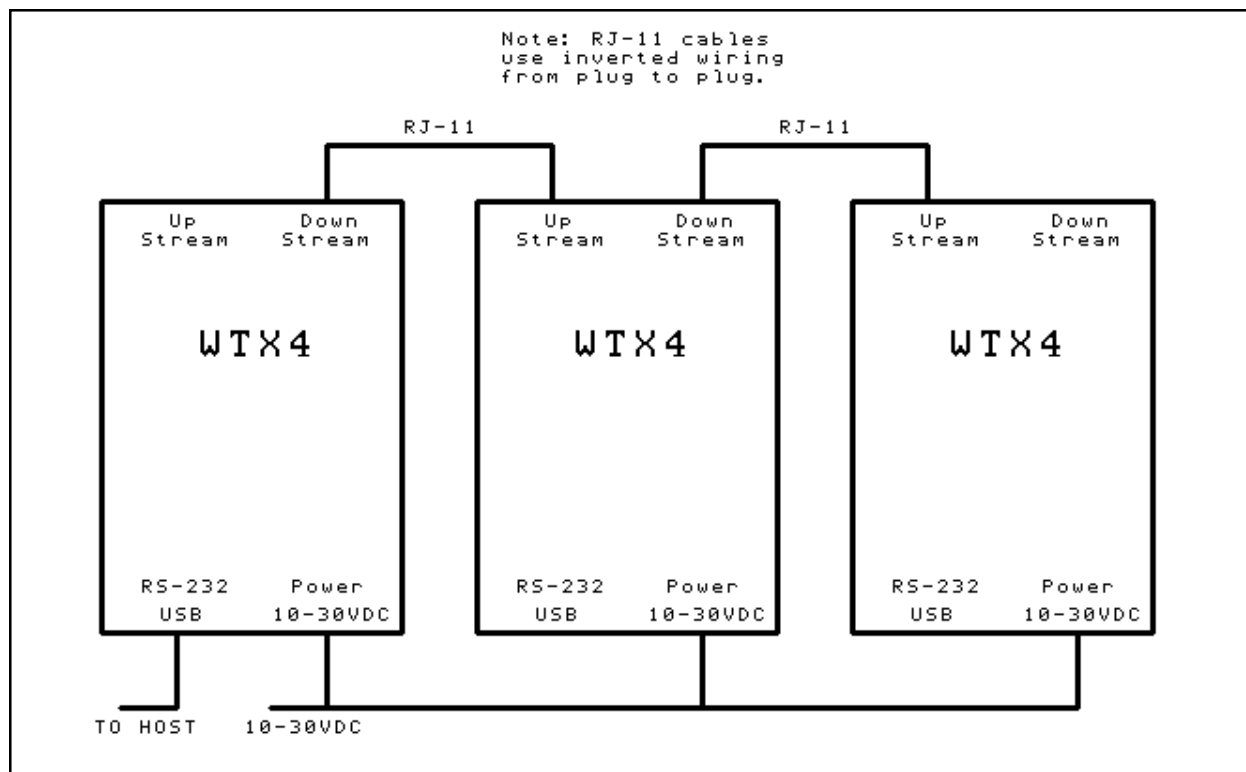 Note: RJ-11 cables
use inverted wiring
from plug to plug.
RJ-11
RJ-11
Up
Stream
Down
Stream
Up
Stream
Down
Stream
Up
Stream
Down
Stream
WTX4
WTX4
WTX4
RS-232
USB
Power
10-30VDC
RS-232
USB
Power
10-30VDC
RS-232
USB
Power
10-30VDC
TO HOST
10-30VDC